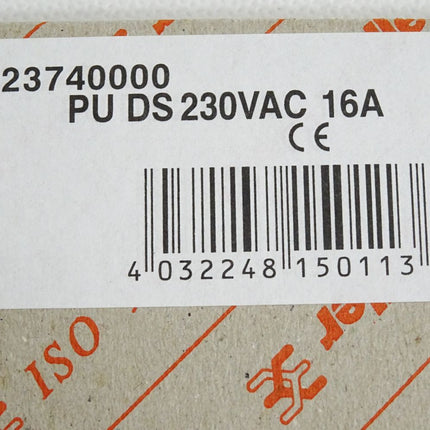 23740000
PU DS 230VAC 16A
CE
4 032248 150113
ISO